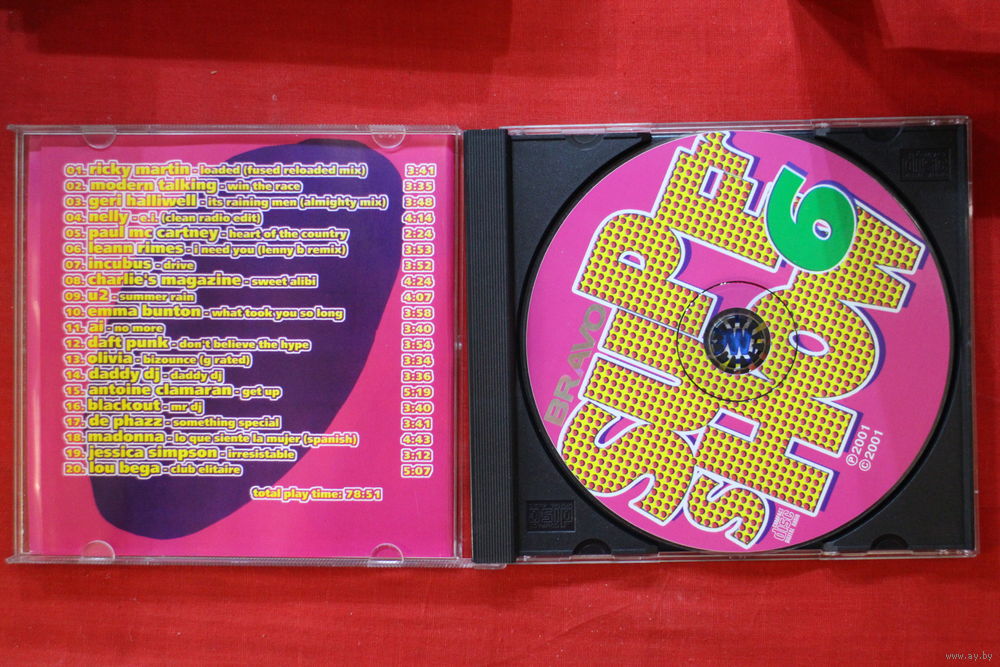 01. ricky martin - loaded (fused reloaded mix) 3:41
02. modern talking - win the race 3:35
03. geri halliwell - its raining men (almighty mix) 3:48
04. nelly - e.i. (clean radio edit) 4:14
05. paul mc cartney - heart of the country 2:24
06. leann rimes - i need you (lenny b remix) 3:53
07. incubus - drive 3:52
08. charlie's magazine - sweet alibi 4:24
09. u2 - summer rain 4:07
10. emma bunton - what took you so long 3:58
11. ai - no more 3:40
12. daft punk - don't believe the hype 3:54
13. olivia - bizounce (g rated) 3:34
14. daddy dj - daddy dj 3:36
15. antoine clamaran - get up 5:19
16. blackout - mr dj 3:40
17. de phazz - something special 3:41
18. madonna - lo que siente la mujer (spanish) 4:43
19. jessica simpson - irresistable 3:12
20. lou bega - club elitaire 5:07
total play time: 78:51
BRAVO
SUPER
SHOW
6
℗2001
©2001
COMPACT
disc
DIGITAL AUDIO
www.ay.by